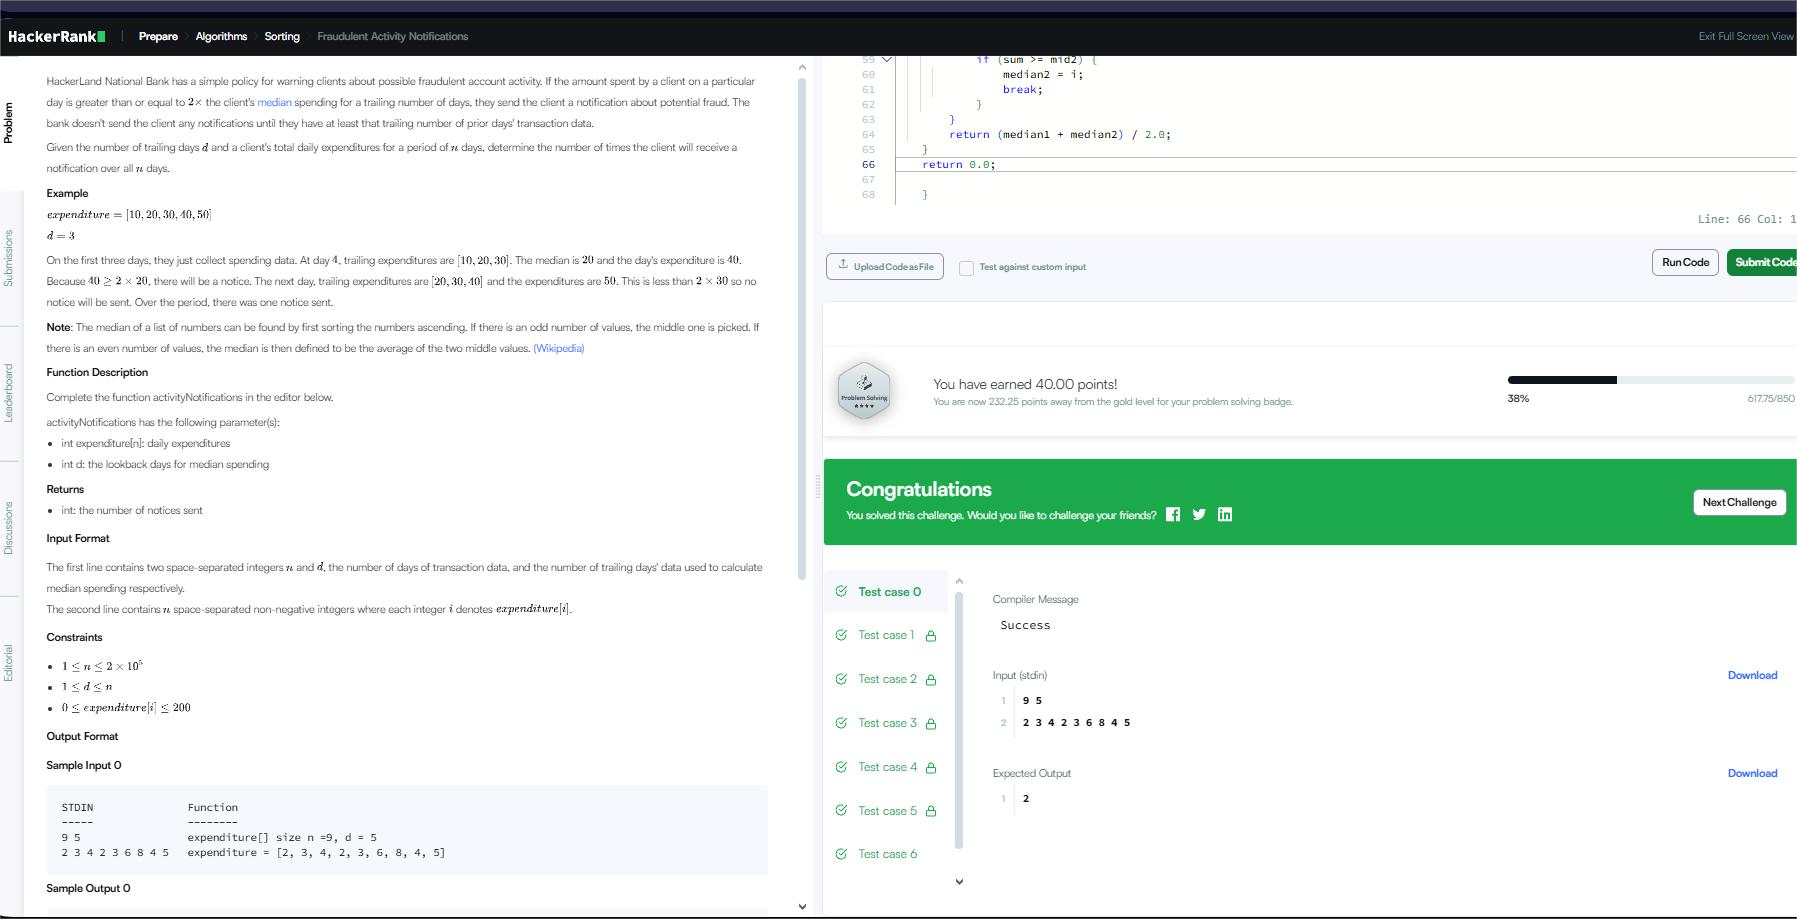 HackerRank
Prepare
Algorithms
Sorting
Fraudulent Activity Notifications
Exit Full Screen View
Problem
Submissions
Leaderboard
Discussions
Editorial
HackerLand National Bank has a simple policy for warning clients about possible fraudulent account activity. If the amount spent by a client on a particular
day is greater than or equal to 2× the client's median spending for a trailing number of days, they send the client a notification about potential fraud. The
bank doesn't send the client any notifications until they have at least that trailing number of prior days' transaction data.
Given the number of trailing days d and a client's total daily expenditures for a period of n days, determine the number of times the client will receive a
notification over all n days.
Example
expenditure = [10, 20, 30, 40, 50]
d = 3
On the first three days, they just collect spending data. At day 4, trailing expenditures are [10, 20, 30]. The median is 20 and the day's expenditure is 40.
Because 40 ≥ 2 × 20, there will be a notice. The next day, trailing expenditures are [20, 30, 40] and the expenditures are 50. This is less than 2 × 30 so no
notice will be sent. Over the period, there was one notice sent.
Note: The median of a list of numbers can be found by first sorting the numbers ascending. If there is an odd number of values, the middle one is picked. If
there is an even number of values, the median is then defined to be the average of the two middle values. (Wikipedia)
Function Description
Complete the function activityNotifications in the editor below.
activityNotifications has the following parameter(s):
• int expenditure[n]: daily expenditures
• int d: the lookback days for median spending
Returns
• int: the number of notices sent
Input Format
The first line contains two space-separated integers n and d, the number of days of transaction data, and the number of trailing days' data used to calculate
median spending respectively.
The second line contains n space-separated non-negative integers where each integer i denotes expenditure[i].
Constraints
• 1 ≤ n ≤ 2 × 10⁵
• 1 ≤ d ≤ n
• 0 ≤ expenditure[i] ≤ 200
Output Format
Sample Input 0
STDIN Function
----- --------
9 5 expenditure[] size n =9, d = 5
2 3 4 2 3 6 8 4 5 expenditure = [2, 3, 4, 2, 3, 6, 8, 4, 5]
Sample Output 0
59 if (sum >= mid2) {
60 median2 = i;
61 break;
62 }
63 }
64 return (median1 + median2) / 2.0;
65 }
66 return 0.0;
67
68 }
Line: 66 Col: 1
Upload Code as File
Test against custom input
Run Code
Submit Code
Problem Solving
You have earned 40.00 points!
You are now 232.25 points away from the gold level for your problem solving badge.
38%
617.75/850
Congratulations
You solved this challenge. Would you like to challenge your friends?
Next Challenge
Test case 0
Test case 1
Test case 2
Test case 3
Test case 4
Test case 5
Test case 6
Compiler Message
Success
Input (stdin)
Download
1 9 5
2 2 3 4 2 3 6 8 4 5
Expected Output
Download
1 2